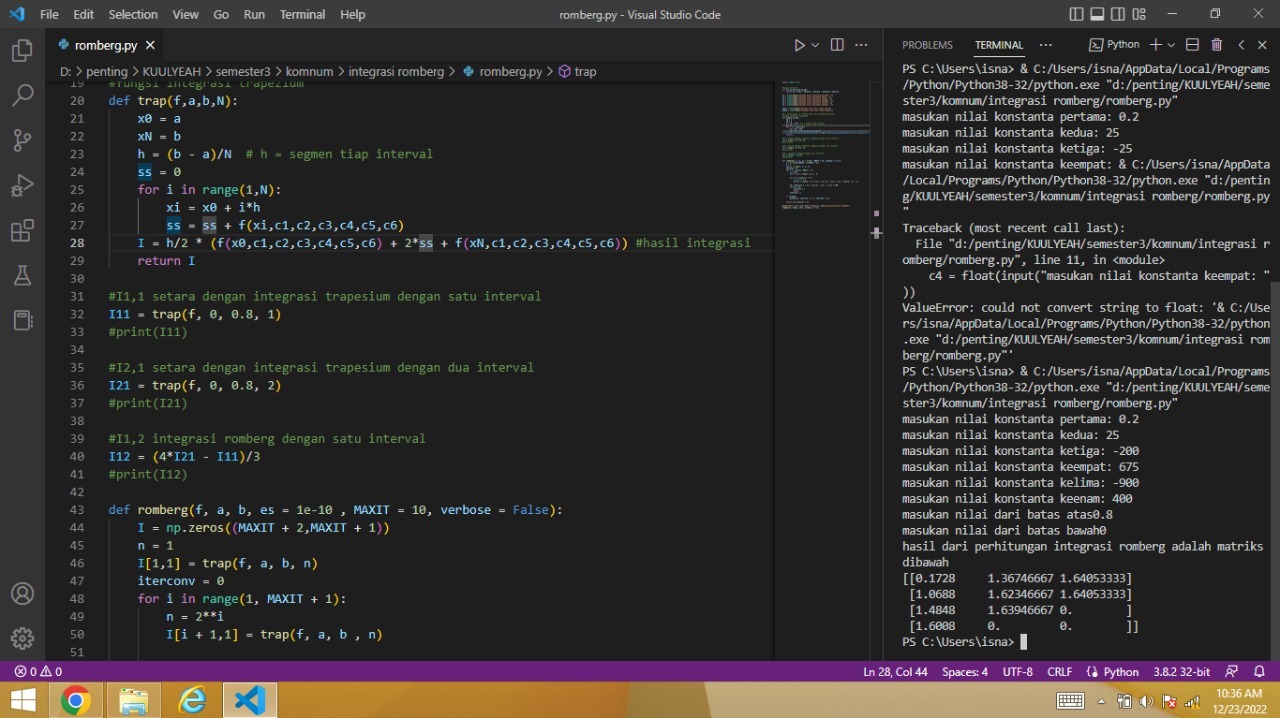 File Edit Selection View Go Run Terminal Help romberg.py - Visual Studio Code
romberg.py
PROBLEMS TERMINAL ... Python
D: > penting > KUULYEAH > semester3 > komnum > integrasi romberg > romberg.py > trap
19 #fungsi integrasi trapezium
20 def trap(f,a,b,N):
21 x0 = a
22 xN = b
23 h = (b - a)/N # h = segmen tiap interval
24 ss = 0
25 for i in range(1,N):
26 xi = x0 + i*h
27 ss = ss + f(xi,c1,c2,c3,c4,c5,c6)
28 I = h/2 * (f(x0,c1,c2,c3,c4,c5,c6) + 2*ss + f(xN,c1,c2,c3,c4,c5,c6)) #hasil integrasi
29 return I
30
31 #I1,1 setara dengan integrasi trapesium dengan satu interval
32 I11 = trap(f, 0, 0.8, 1)
33 #print(I11)
34
35 #I2,1 setara dengan integrasi trapesium dengan dua interval
36 I21 = trap(f, 0, 0.8, 2)
37 #print(I21)
38
39 #I1,2 integrasi romberg dengan satu interval
40 I12 = (4*I21 - I11)/3
41 #print(I12)
42
43 def romberg(f, a, b, es = 1e-10 , MAXIT = 10, verbose = False):
44 I = np.zeros((MAXIT + 2,MAXIT + 1))
45 n = 1
46 I[1,1] = trap(f, a, b, n)
47 iterconv = 0
48 for i in range(1, MAXIT + 1):
49 n = 2**i
50 I[i + 1,1] = trap(f, a, b , n)
51
PS C:\Users\isna> & C:/Users/isna/AppData/Local/Programs
/Python/Python38-32/python.exe "d:/penting/KUULYEAH/seme
ster3/komnum/integrasi romberg/romberg.py"
masukan nilai konstanta pertama: 0.2
masukan nilai konstanta kedua: 25
masukan nilai konstanta ketiga: -25
masukan nilai konstanta keempat: & C:/Users/isna/AppData
/Local/Programs/Python/Python38-32/python.exe "d:/pentin
g/KUULYEAH/semester3/komnum/integrasi romberg/romberg.py
"
Traceback (most recent call last):
File "d:/penting/KUULYEAH/semester3/komnum/integrasi r
omberg/romberg.py", line 11, in <module>
c4 = float(input("masukan nilai konstanta keempat: "
))
ValueError: could not convert string to float: '& C:/Use
rs/isna/AppData/Local/Programs/Python/Python38-32/python
.exe "d:/penting/KUULYEAH/semester3/komnum/integrasi rom
berg/romberg.py"'
PS C:\Users\isna> & C:/Users/isna/AppData/Local/Programs
/Python/Python38-32/python.exe "d:/penting/KUULYEAH/seme
ster3/komnum/integrasi romberg/romberg.py"
masukan nilai konstanta pertama: 0.2
masukan nilai konstanta kedua: 25
masukan nilai konstanta ketiga: -200
masukan nilai konstanta keempat: 675
masukan nilai konstanta kelima: -900
masukan nilai konstanta keenam: 400
masukan nilai dari batas atas0.8
masukan nilai dari batas bawah0
hasil dari perhitungan integrasi romberg adalah matriks
dibawah
[[0.1728 1.36746667 1.64053333]
[1.0688 1.62346667 1.64053333]
[1.4848 1.63946667 0. ]
[1.6008 0. 0. ]]
PS C:\Users\isna>
0 0 Ln 28, Col 44 Spaces: 4 UTF-8 CRLF Python 3.8.2 32-bit
10:36 AM
12/23/2022